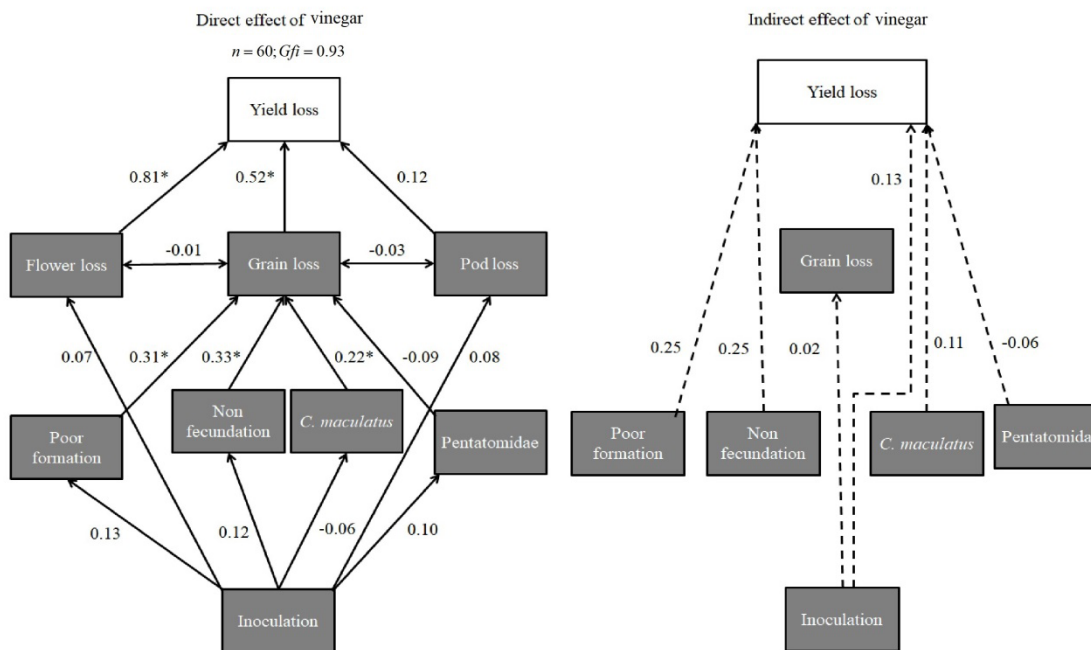 Direct effect of vinegar
n = 60; Gfi = 0.93
Yield loss
0.81*
0.52*
0.12
Flower loss
-0.01
Grain loss
-0.03
Pod loss
0.07
0.31*
0.33*
0.22*
-0.09
0.08
Poor
formation
Non
fecundation
C. maculatus
Pentatomidae
0.13
0.12
-0.06
0.10
Inoculation
Indirect effect of vinegar
Yield loss
0.13
Grain loss
0.25
0.25
0.02
0.11
-0.06
Poor
formation
Non
fecundation
C. maculatus
Pentatomida
Inoculation